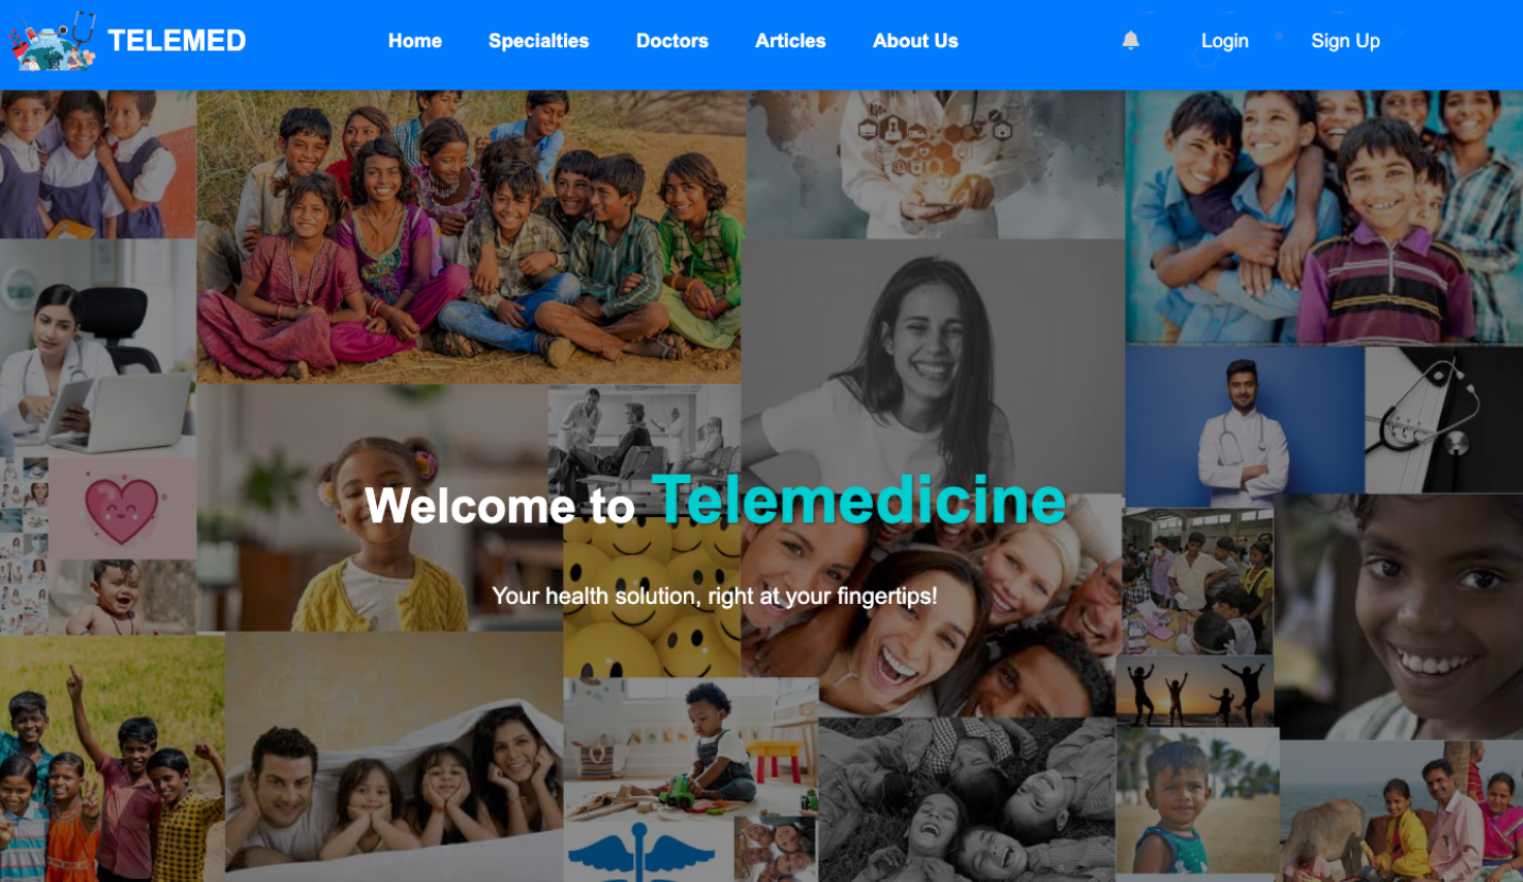 TELEMED
Home Specialties Doctors Articles About Us Login Sign Up
Welcome to Telemedicine
Your health solution, right at your fingertips!